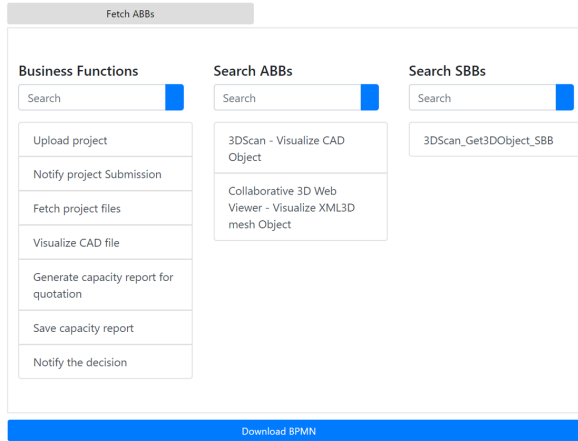 Fetch ABBs
Business Functions
Search
Upload project
Notify project Submission
Fetch project files
Visualize CAD file
Generate capacity report for
quotation
Save capacity report
Notify the decision
Search ABBs
Search
3DScan - Visualize CAD
Object
Collaborative 3D Web
Viewer - Visualize XML3D
mesh Object
Search SBBs
Search
3DScan_Get3DObject_SBB
Download BPMN